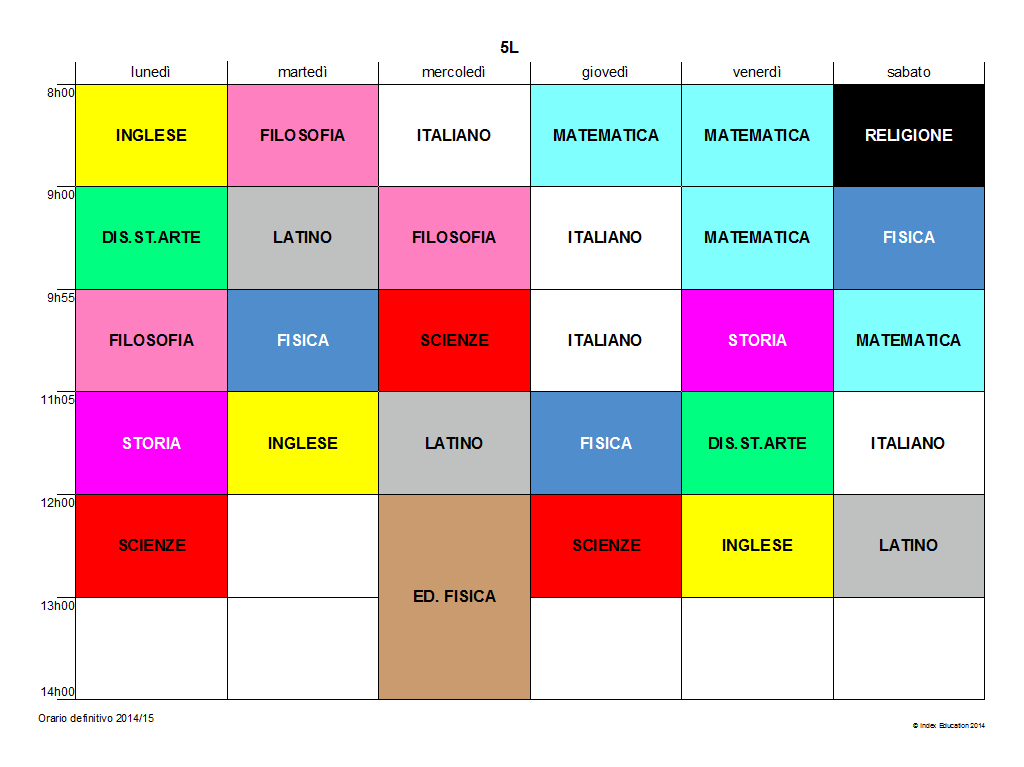 5L
lunedì martedì mercoledì giovedì venerdì sabato
8h00
INGLESE FILOSOFIA ITALIANO MATEMATICA MATEMATICA RELIGIONE
9h00
DIS.ST.ARTE LATINO FILOSOFIA ITALIANO MATEMATICA FISICA
9h55
FILOSOFIA FISICA SCIENZE ITALIANO STORIA MATEMATICA
11h05
STORIA INGLESE LATINO FISICA DIS.ST.ARTE ITALIANO
12h00
SCIENZE SCIENZE INGLESE LATINO
ED. FISICA
13h00
14h00
Orario definitivo 2014/15
© Index Education 2014